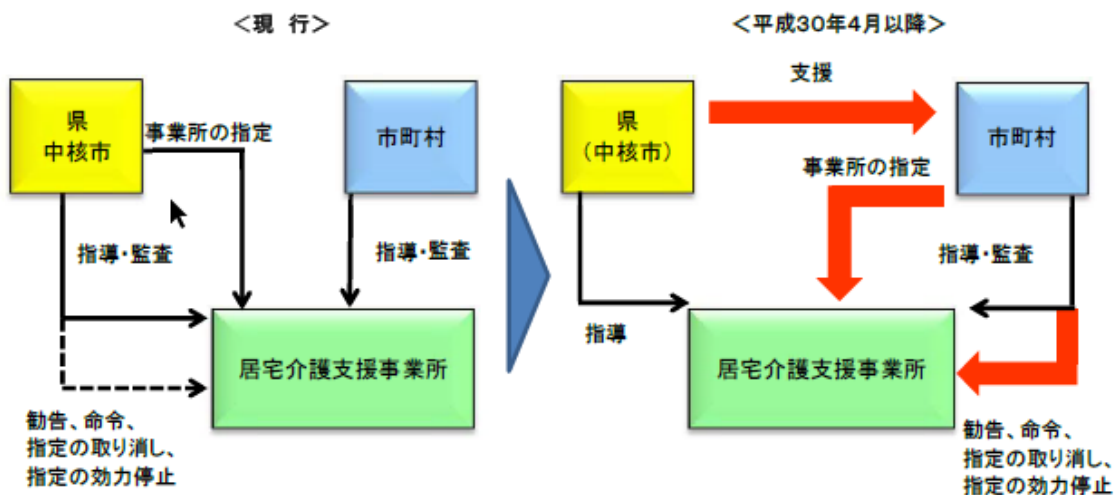 <現 行>
県
中核市
事業所の指定
市町村
指導・監査
指導・監査
居宅介護支援事業所
勧告、命令、
指定の取り消し、
指定の効力停止
<平成30年4月以降>
支援
県
(中核市)
市町村
事業所の指定
指導・監査
指導
居宅介護支援事業所
勧告、命令、
指定の取り消し、
指定の効力停止